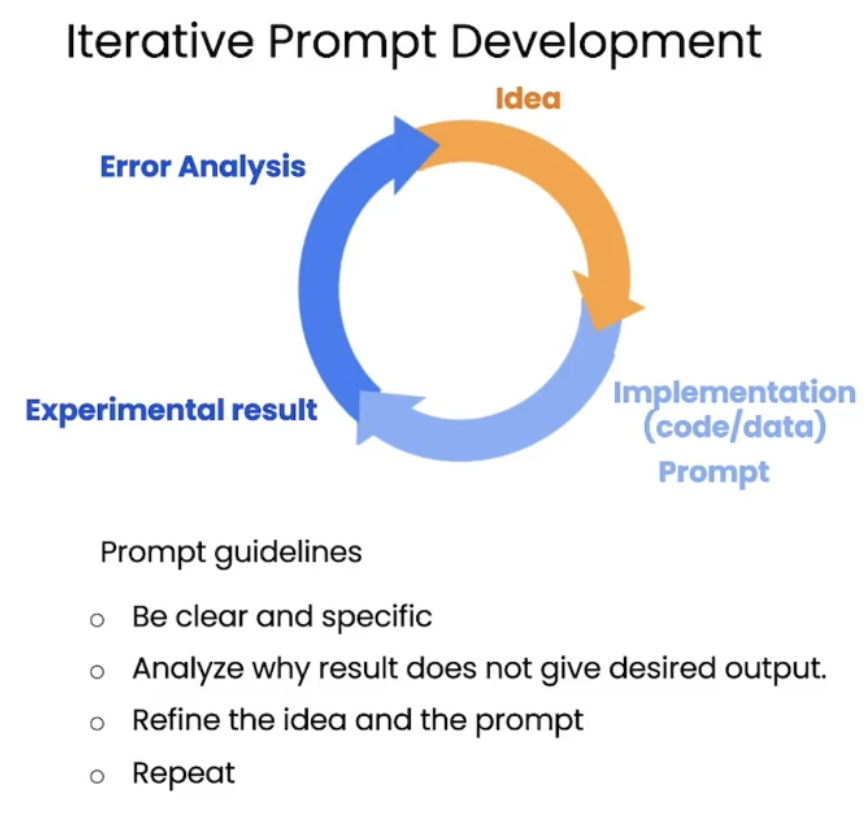 Iterative Prompt Development
Idea
Error Analysis
Experimental result
Implementation
(code/data)
Prompt
Prompt guidelines
o Be clear and specific
o Analyze why result does not give desired output.
o Refine the idea and the prompt
o Repeat